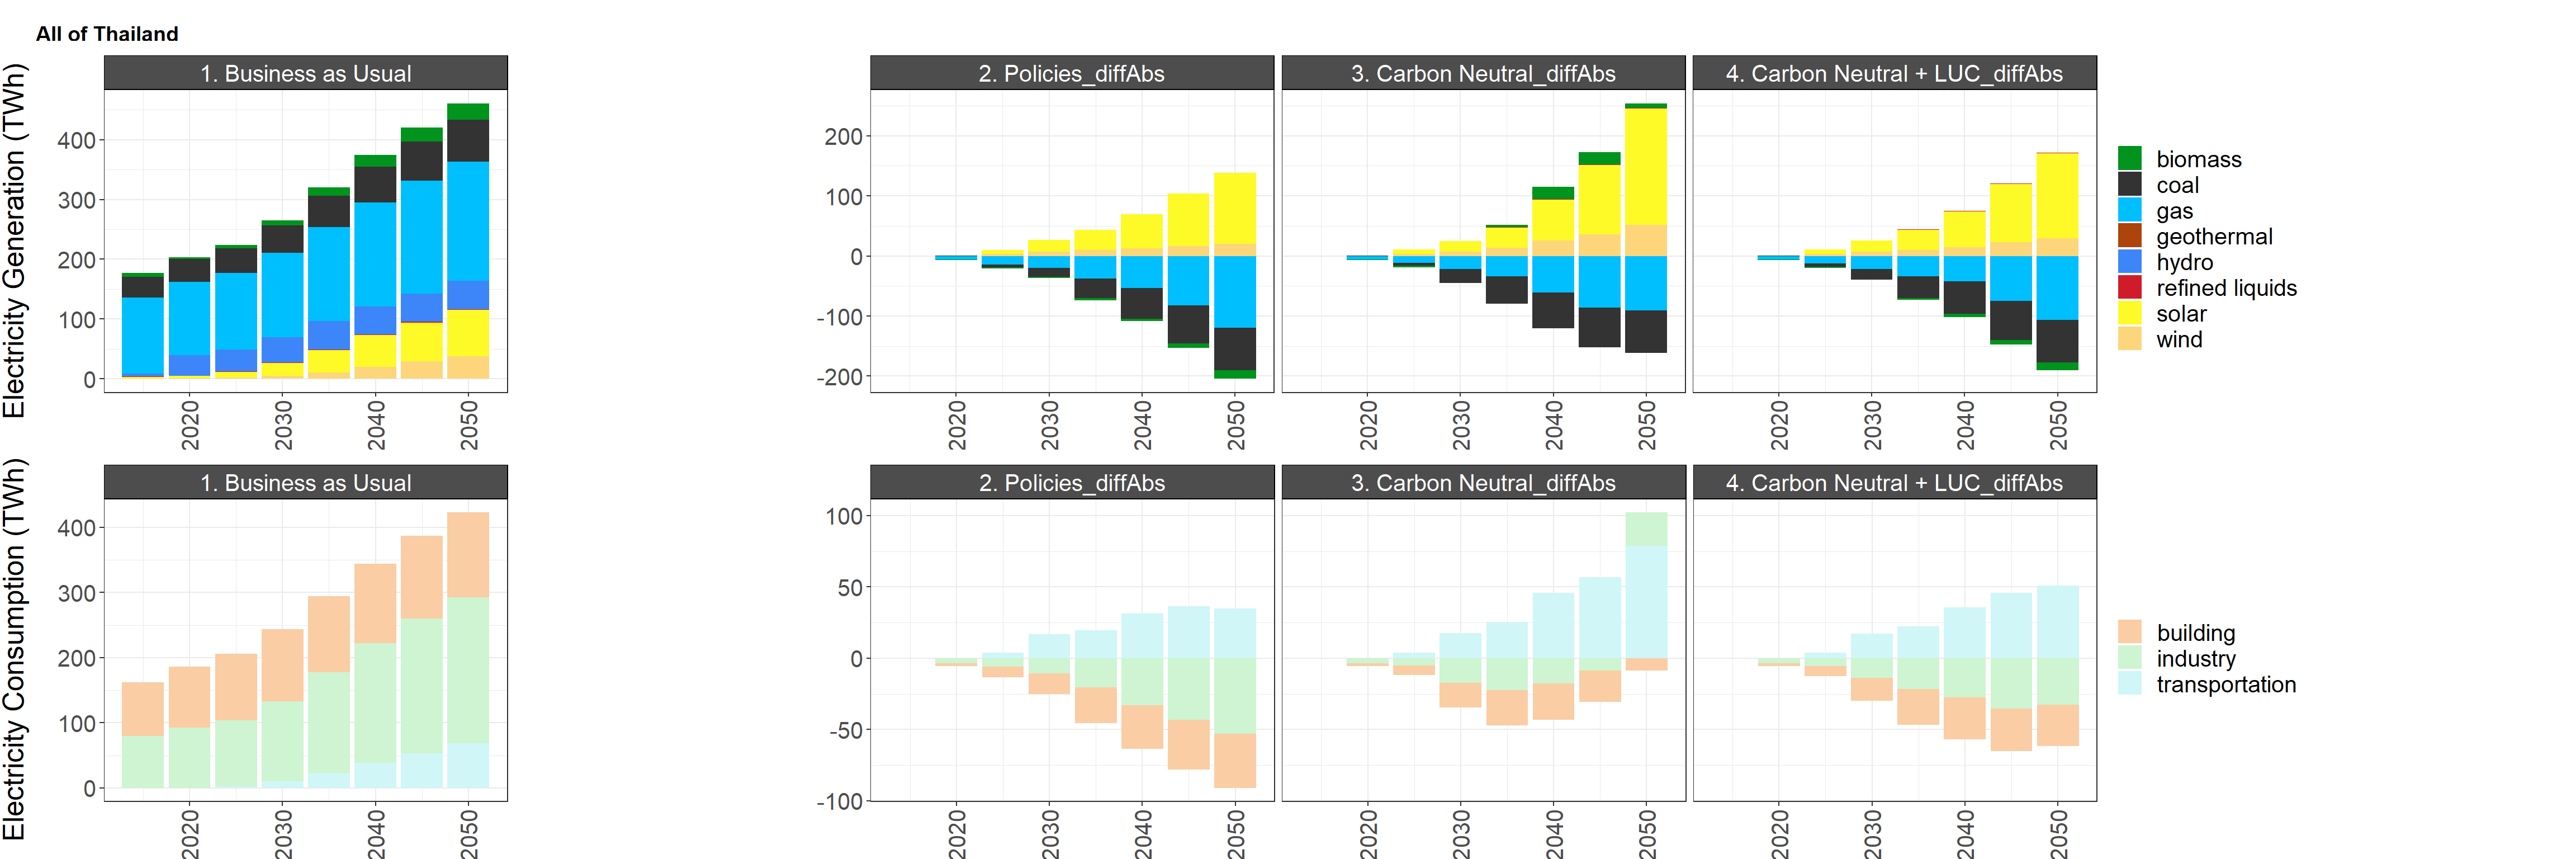 All of Thailand
Electricity Generation (TWh)
1. Business as Usual
2. Policies_diffAbs
3. Carbon Neutral_diffAbs
4. Carbon Neutral + LUC_diffAbs
400
300
200
100
0
200
100
0
-100
-200
2020 2030 2040 2050
2020 2030 2040 2050
2020 2030 2040 2050
2020 2030 2040 2050
biomass
coal
gas
geothermal
hydro
refined liquids
solar
wind
Electricity Consumption (TWh)
1. Business as Usual
2. Policies_diffAbs
3. Carbon Neutral_diffAbs
4. Carbon Neutral + LUC_diffAbs
400
300
200
100
0
100
50
0
-50
-100
2020 2030 2040 2050
2020 2030 2040 2050
2020 2030 2040 2050
2020 2030 2040 2050
building
industry
transportation